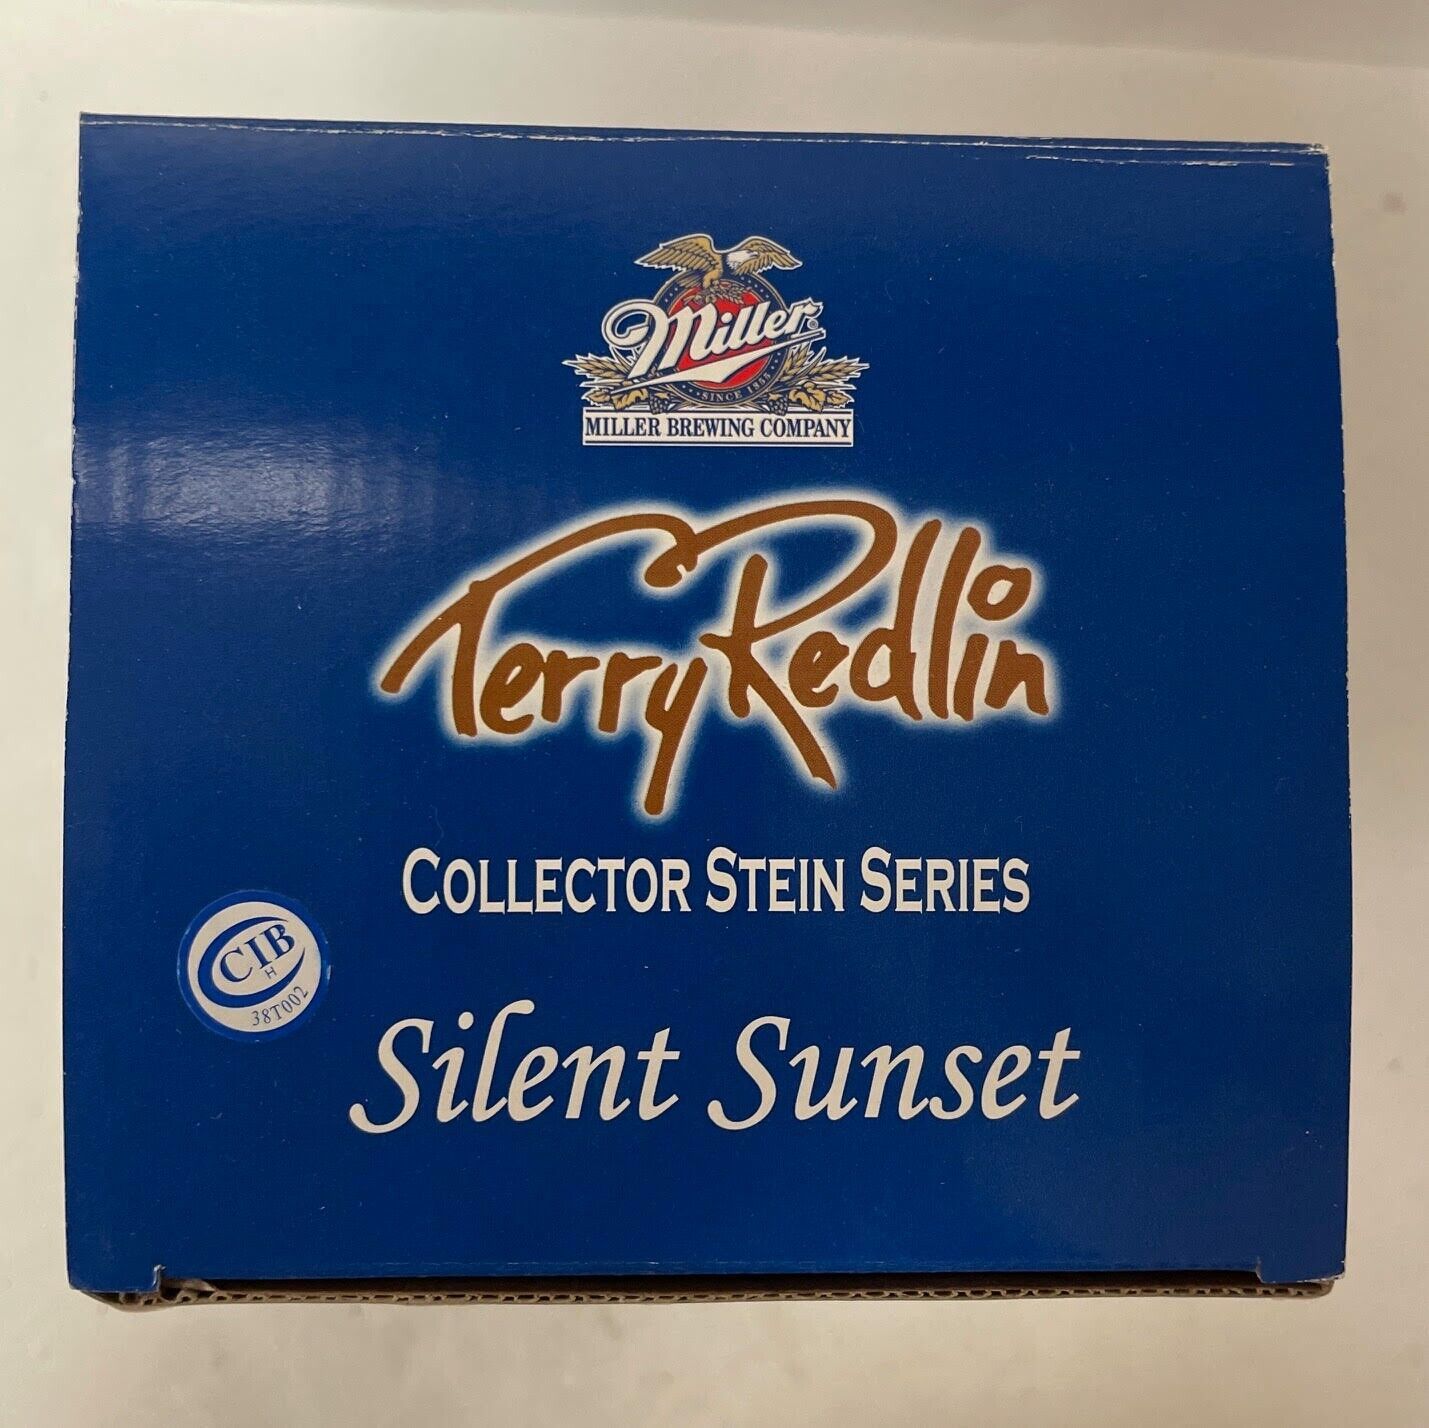 Miller®
SINCE 1855
MILLER BREWING COMPANY
Terry Redlin
COLLECTOR STEIN SERIES
CIB
H
38T002
Silent Sunset